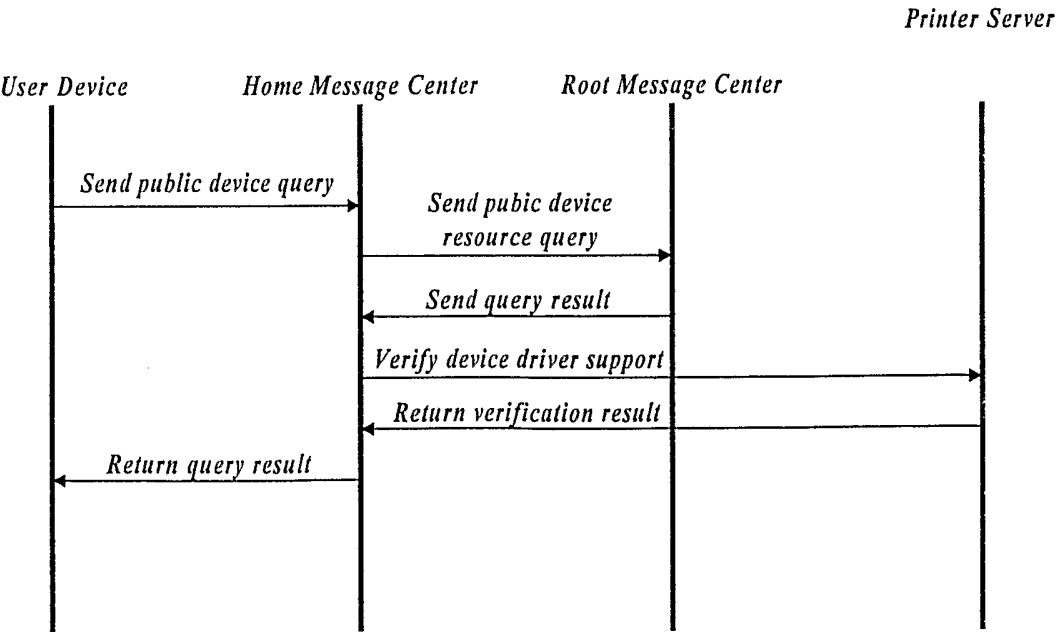 Printer Server
User Device
Home Message Center
Root Message Center
Send public device query
Send pubic device
resource query
Send query result
Verify device driver support
Return verification result
Return query result